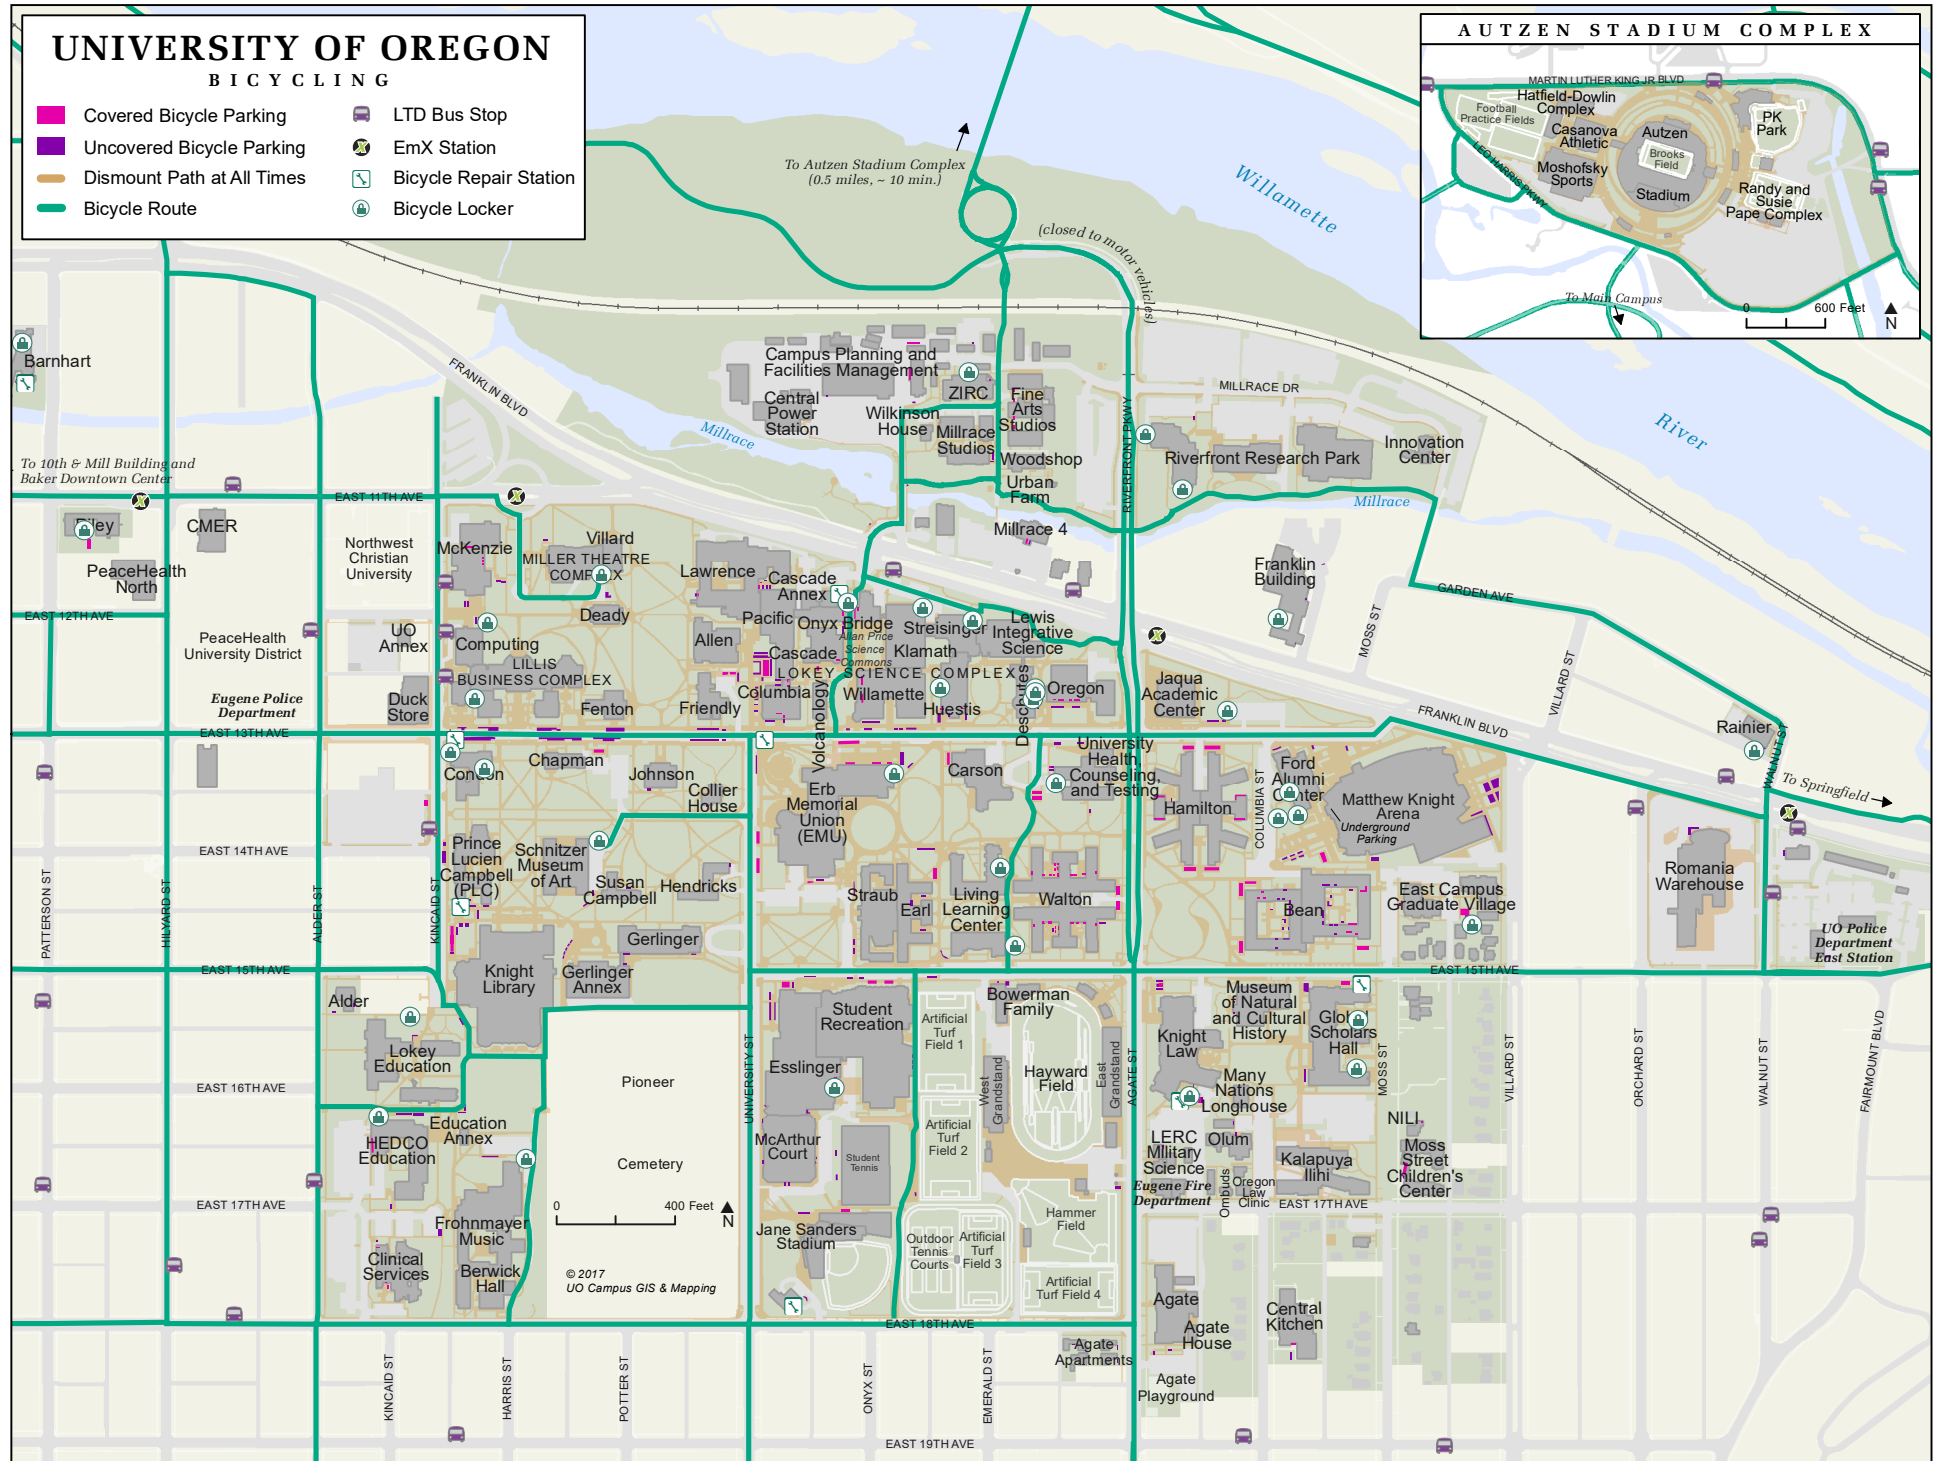 UNIVERSITY OF OREGON
BICYCLING
Covered Bicycle Parking
Uncovered Bicycle Parking
Dismount Path at All Times
Bicycle Route
LTD Bus Stop
EmX Station
Bicycle Repair Station
Bicycle Locker
AUTZEN STADIUM COMPLEX
MARTIN LUTHER KING JR BLVD
Hatfield-Dowlin
Complex
Football
Practice Fields
Casanova
Athletic
Moshofsky
Sports
LEO HARRIS PKWY
Autzen
Brooks
Field
Stadium
PK
Park
Randy and
Susie
Pape Complex
To Main Campus
0 600 Feet
N
To Autzen Stadium Complex
(0.5 miles, ~ 10 min.)
(closed to motor vehicles)
Willamette
River
Barnhart
FRANKLIN BLVD
Millrace
Campus Planning and
Facilities Management
Central
Power
Station
ZIRC
Wilkinson
House
Millrace
Studios
Fine
Arts
Studios
Woodshop
Urban
Farm
Millrace 4
RIVERFRONT PKWY
MILLRACE DR
Riverfront Research Park
Innovation
Center
Millrace
To 10th & Mill Building and
Baker Downtown Center
EAST 11TH AVE
Riley
CMER
PeaceHealth
North
Northwest
Christian
University
McKenzie
Villard
MILLER THEATRE
COMPLEX
Deady
Lawrence
Cascade
Annex
Pacific
Onyx Bridge
Allan Price
Science
Commons
Streisinger
Lewis
Integrative
Science
Franklin
Building
GARDEN AVE
MOSS ST
VILLARD ST
EAST 12TH AVE
PeaceHealth
University District
UO
Annex
Computing
LILLIS
BUSINESS COMPLEX
Allen
Cascade
Klamath
LOKEY SCIENCE COMPLEX
Columbia
Willamette
Huestis
Deschutes
Oregon
Jaqua
Academic
Center
Eugene Police
Department
Duck
Store
Fenton
Friendly
Volcanology
FRANKLIN BLVD
Rainier
WALNUT ST
To Springfield
EAST 13TH AVE
Condon
Chapman
Johnson
Collier
House
Erb
Memorial
Union
(EMU)
Carson
University
Health,
Counseling,
and Testing
Hamilton
COLUMBIA ST
Ford
Alumni
Center
Matthew Knight
Arena
Underground
Parking
EAST 14TH AVE
Prince
Lucien
Campbell
(PLC)
Schnitzer
Museum
of Art
Susan
Campbell
Hendricks
Straub
Earl
Living
Learning
Center
Walton
Bean
East Campus
Graduate Village
Romania
Warehouse
UO Police
Department
East Station
PATTERSON ST
HILYARD ST
ALDER ST
KINCAID ST
Gerlinger
Knight
Library
Gerlinger
Annex
EAST 15TH AVE
EAST 15TH AVE
Alder
Lokey
Education
Student
Recreation
Artificial
Turf
Field 1
Bowerman
Family
Museum
of Natural
and Cultural
History
Global
Scholars
Hall
Knight
Law
EAST 16TH AVE
Pioneer
Cemetery
UNIVERSITY ST
Esslinger
West
Grandstand
Hayward
Field
East
Grandstand
AGATE ST
Many
Nations
Longhouse
MOSS ST
VILLARD ST
ORCHARD ST
WALNUT ST
FAIRMOUNT BLVD
Education
Annex
HEDCO
Education
McArthur
Court
Student
Tennis
Artificial
Turf
Field 2
LERC
Military
Science
Olum
NILI
Moss
Street
Children's
Center
Kalapuya
Ilihi
Eugene Fire
Department
Ombuds
Oregon
Law
Clinic
EAST 17TH AVE
EAST 17TH AVE
0 400 Feet
N
Frohnmayer
Music
Jane Sanders
Stadium
Outdoor
Tennis
Courts
Artificial
Turf
Field 3
Hammer
Field
Artificial
Turf Field 4
Clinical
Services
Berwick
Hall
© 2017
UO Campus GIS & Mapping
Agate
Agate
House
Central
Kitchen
EAST 18TH AVE
Agate
Apartments
Agate
Playground
KINCAID ST
HARRIS ST
POTTER ST
ONYX ST
EMERALD ST
EAST 19TH AVE